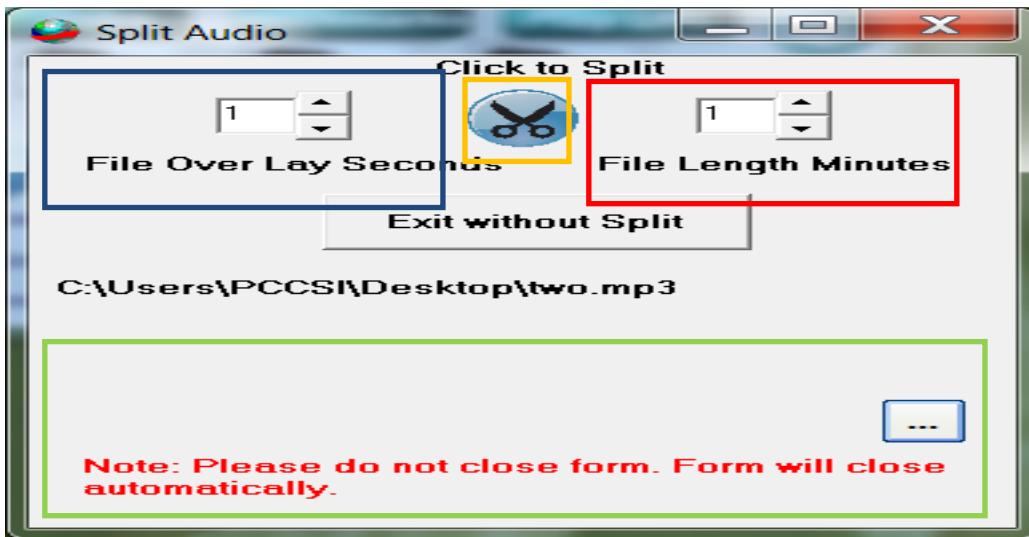 Split Audio
Click to Split
1
1
File Over Lay Seconds
File Length Minutes
Exit without Split
C:\Users\PCCSI\Desktop\two.mp3
...
Note: Please do not close form. Form will close
automatically.